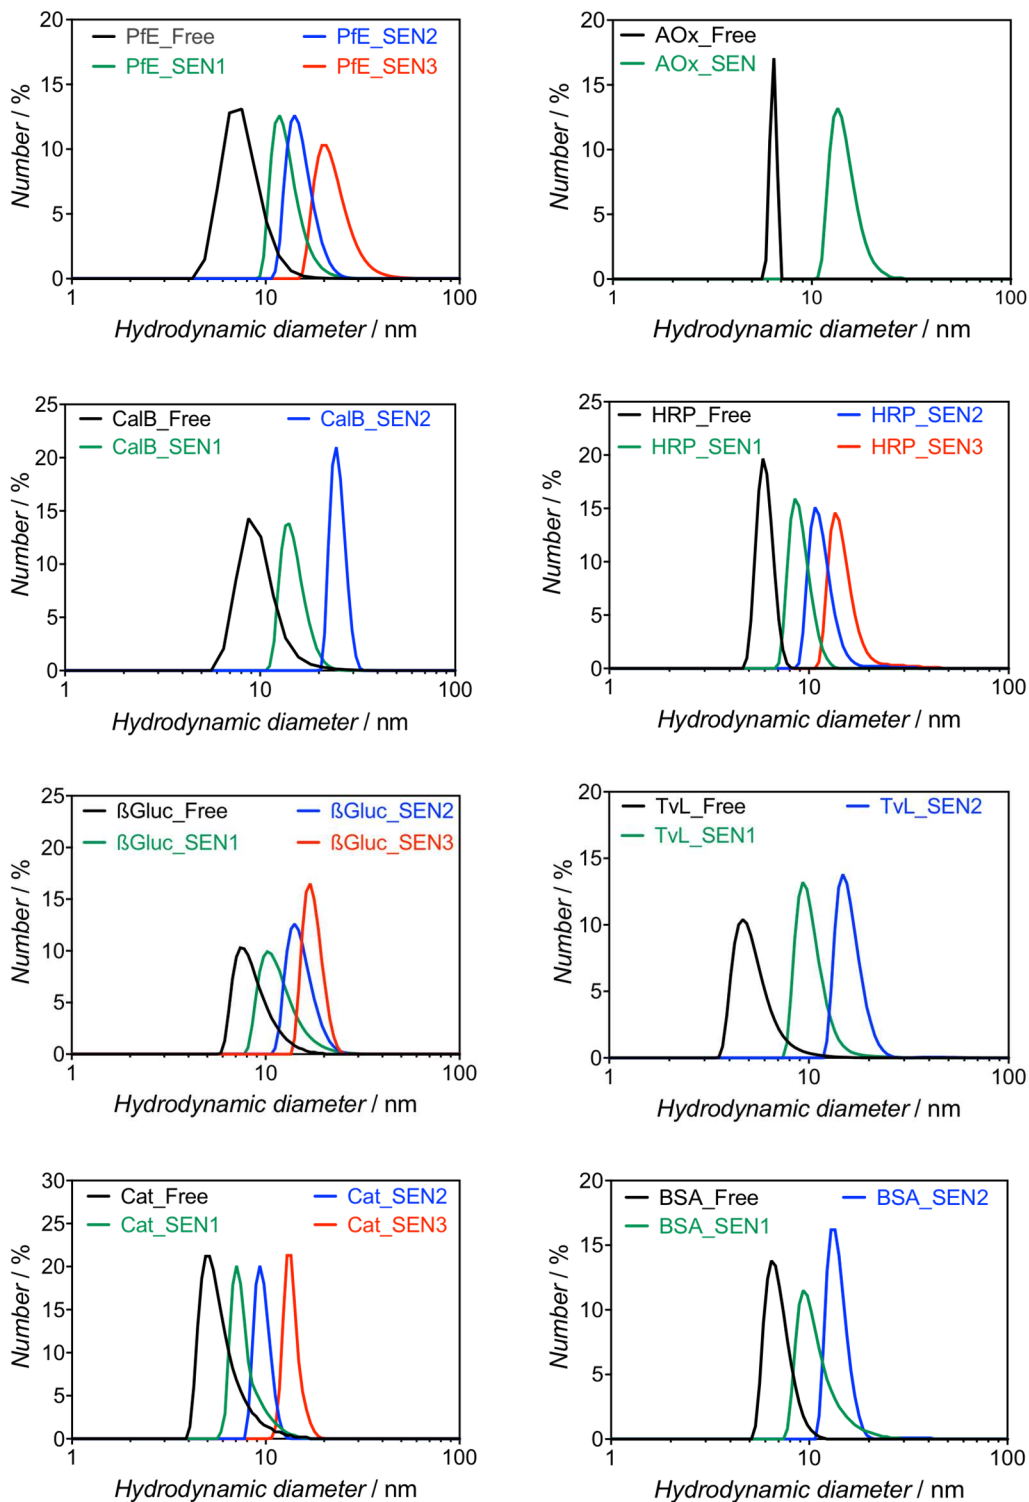 20
15
10
5
0
Number / %
PfE_Free
PfE_SEN2
PfE_SEN1
PfE_SEN3
1
10
100
Hydrodynamic diameter / nm
20
15
10
5
0
Number / %
AOx_Free
AOx_SEN
1
10
100
Hydrodynamic diameter / nm
25
20
15
10
5
0
Number / %
CalB_Free
CalB_SEN2
CalB_SEN1
1
10
100
Hydrodynamic diameter / nm
25
20
15
10
5
0
Number / %
HRP_Free
HRP_SEN2
HRP_SEN1
HRP_SEN3
1
10
100
Hydrodynamic diameter / nm
25
20
15
10
5
0
Number / %
ßGluc_Free
ßGluc_SEN2
ßGluc_SEN1
ßGluc_SEN3
1
10
100
Hydrodynamic diameter / nm
20
15
10
5
0
Number / %
TvL_Free
TvL_SEN2
TvL_SEN1
1
10
100
Hydrodynamic diameter / nm
30
25
20
15
10
5
0
Number / %
Cat_Free
Cat_SEN2
Cat_SEN1
Cat_SEN3
1
10
100
Hydrodynamic diameter / nm
20
15
10
5
0
Number / %
BSA_Free
BSA_SEN2
BSA_SEN1
1
10
100
Hydrodynamic diameter / nm